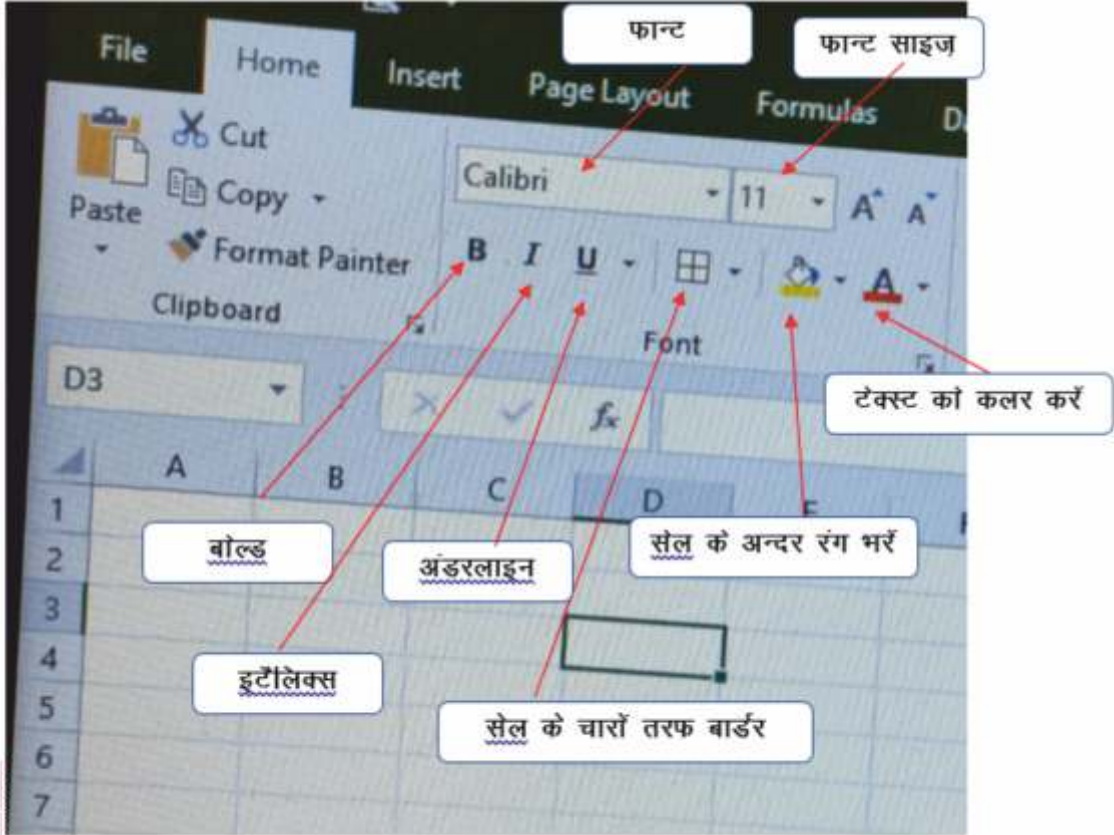 फान्ट
फान्ट साइज़
File Home Insert Page Layout Formulas
Cut
Copy
Paste
Format Painter
Clipboard
Calibri 11 A A
B I U A
Font
टेक्स्ट को कलर करें
D3
fx
A B C D
1
2
3
4
5
6
7
बोल्ड
अंडरलाइन
सेल के अन्दर रंग भरें
इटैलिक्स
सेल के चारों तरफ बार्डर